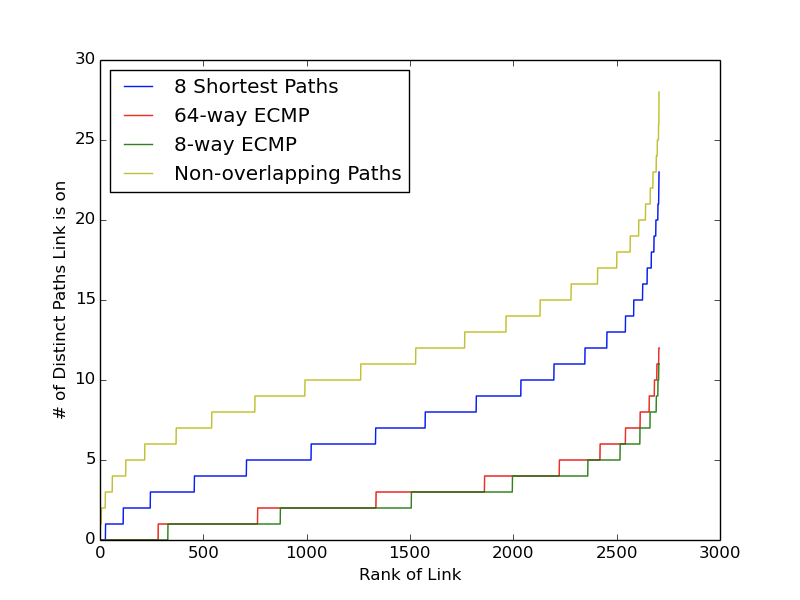 30
25
20
15
10
5
0
# of Distinct Paths Link is on
8 Shortest Paths
64-way ECMP
8-way ECMP
Non-overlapping Paths
0 500 1000 1500 2000 2500 3000
Rank of Link